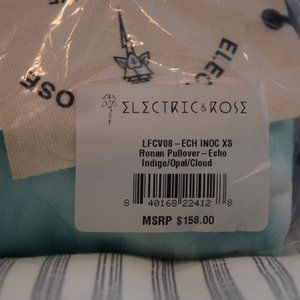 ELECTRIC & ROSE
LFCV08-ECH INOC XS
Ronan Pullover-Echo
Indigo/Opal/Cloud
8 40168 22412 8
MSRP $158.00